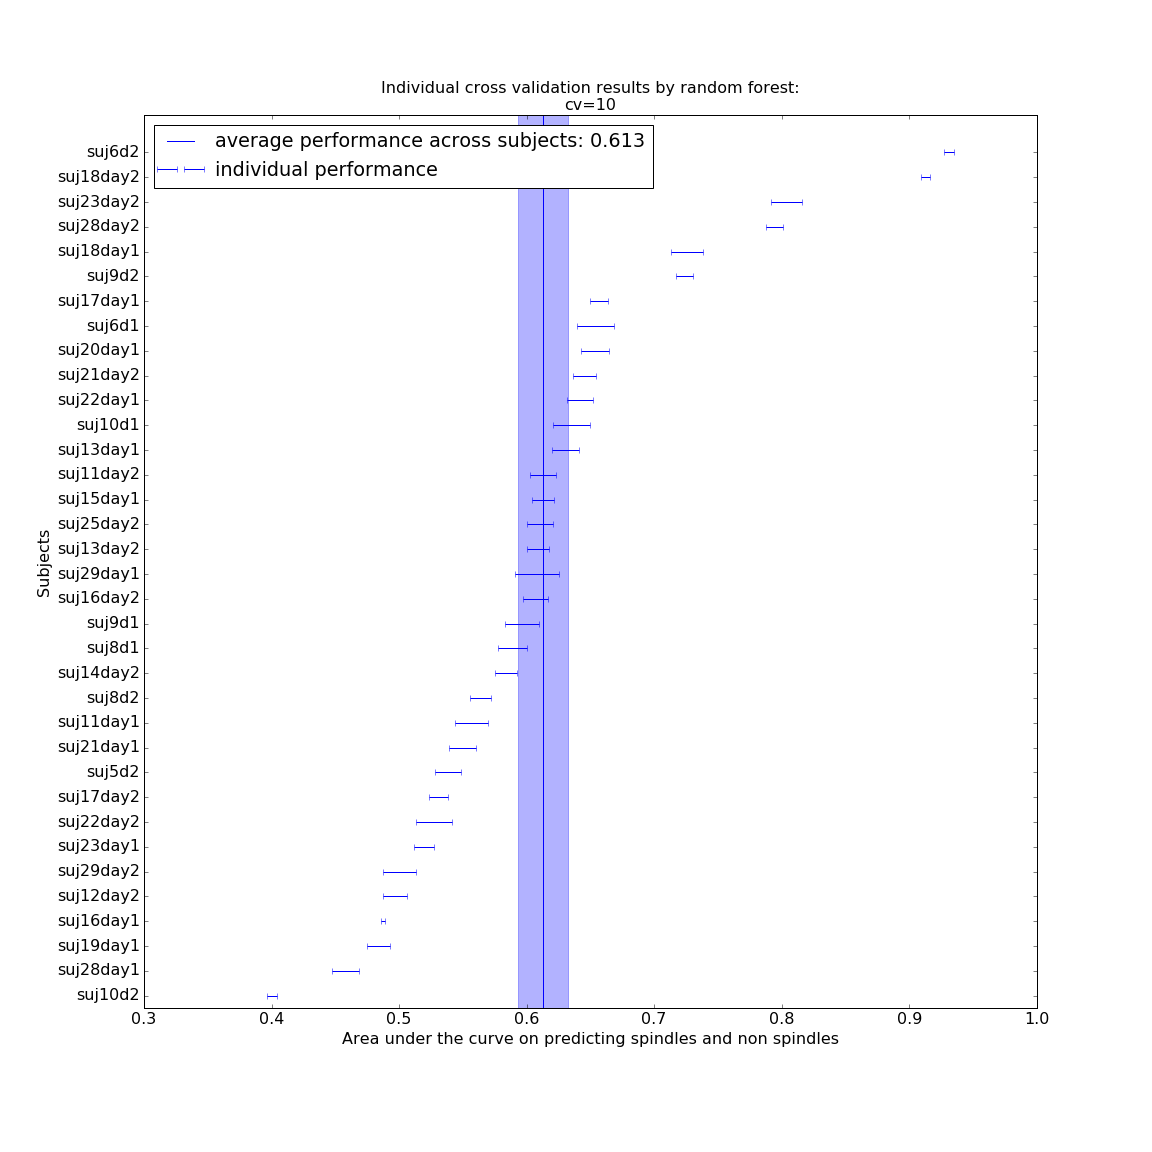 Individual cross validation results by random forest:
cv=10
average performance across subjects: 0.613
individual performance
suj6d2
suj18day2
suj23day2
suj28day2
suj18day1
suj9d2
suj17day1
suj6d1
suj20day1
suj21day2
suj22day1
suj10d1
suj13day1
suj11day2
suj15day1
suj25day2
suj13day2
suj29day1
suj16day2
suj9d1
suj8d1
suj14day2
suj8d2
suj11day1
suj21day1
suj5d2
suj17day2
suj22day2
suj23day1
suj29day2
suj12day2
suj16day1
suj19day1
suj28day1
suj10d2
Subjects
0.3 0.4 0.5 0.6 0.7 0.8 0.9 1.0
Area under the curve on predicting spindles and non spindles